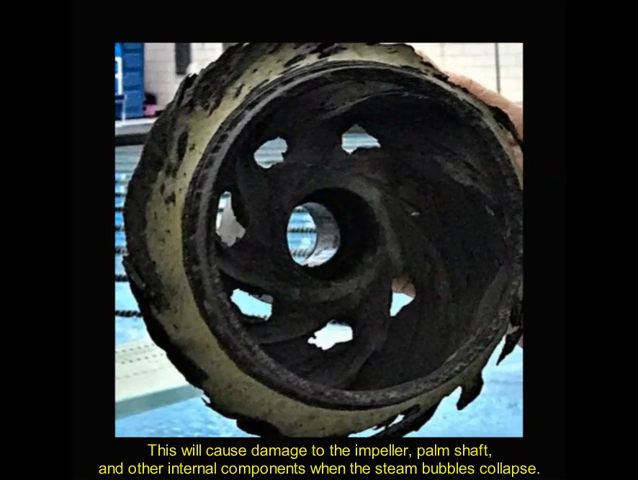 This will cause damage to the impeller, palm shaft,
and other internal components when the steam bubbles collapse.